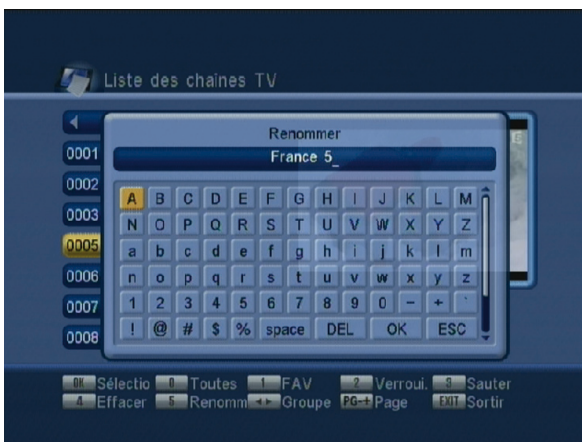 Liste des chaînes TV
Renommer
France 5_
0001
0002
0003
0005
0006
0007
0008
A B C D E F G H I J K L M
N O P Q R S T U V W X Y Z
a b c d e f g h i j k l m
n o p q r s t u v w x y z
1 2 3 4 5 6 7 8 9 0 - + `
! @ # $ % space DEL OK ESC
OK Sélectio 0 Toutes 1 FAV 2 Verroui. 3 Sauter
4 Effacer 5 Renomm ◄► Groupe PG-+ Page EXIT Sortir